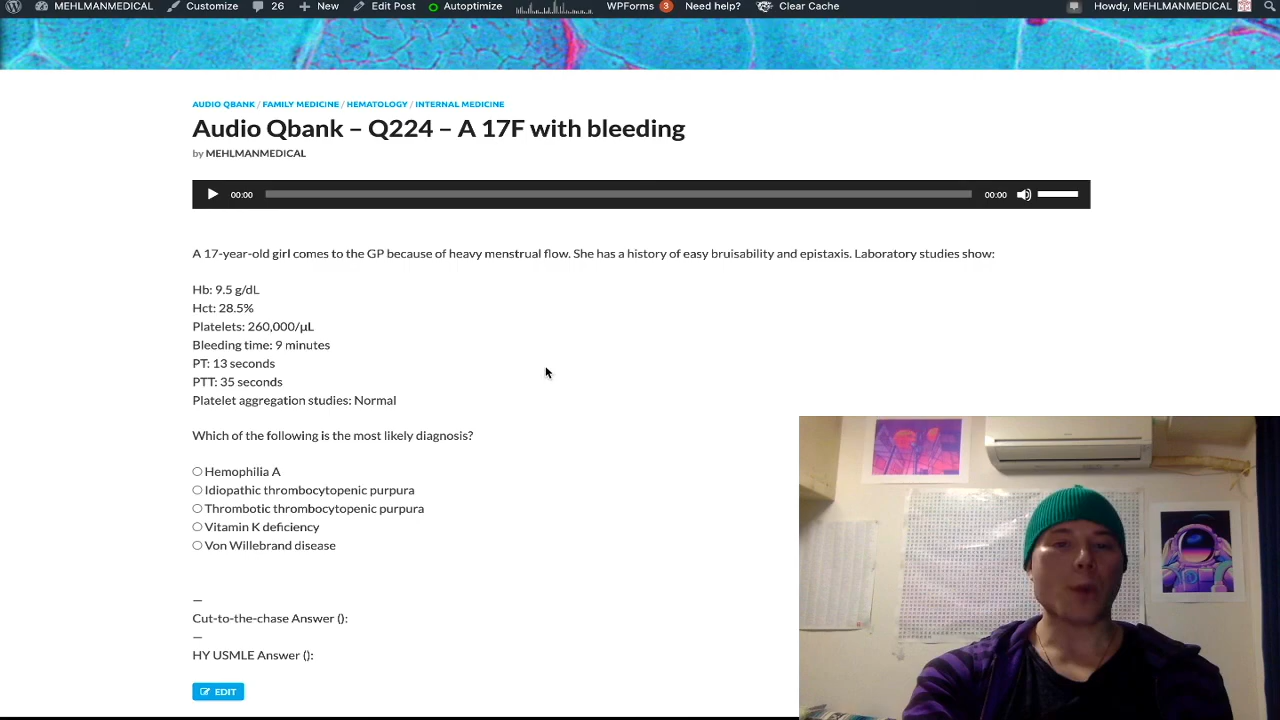 MEHLMANMEDICAL Customize 26 New Edit Post Autoptimize WPForms 3 Need help? Clear Cache Howdy, MEHLMANMEDICAL
AUDIO QBANK / FAMILY MEDICINE / HEMATOLOGY / INTERNAL MEDICINE
Audio Qbank – Q224 – A 17F with bleeding
by MEHLMANMEDICAL
00:00 00:00
A 17-year-old girl comes to the GP because of heavy menstrual flow. She has a history of easy bruisability and epistaxis. Laboratory studies show:
Hb: 9.5 g/dL
Hct: 28.5%
Platelets: 260,000/μL
Bleeding time: 9 minutes
PT: 13 seconds
PTT: 35 seconds
Platelet aggregation studies: Normal
Which of the following is the most likely diagnosis?
Hemophilia A
Idiopathic thrombocytopenic purpura
Thrombotic thrombocytopenic purpura
Vitamin K deficiency
Von Willebrand disease
—
Cut-to-the-chase Answer ():
—
HY USMLE Answer ():
EDIT